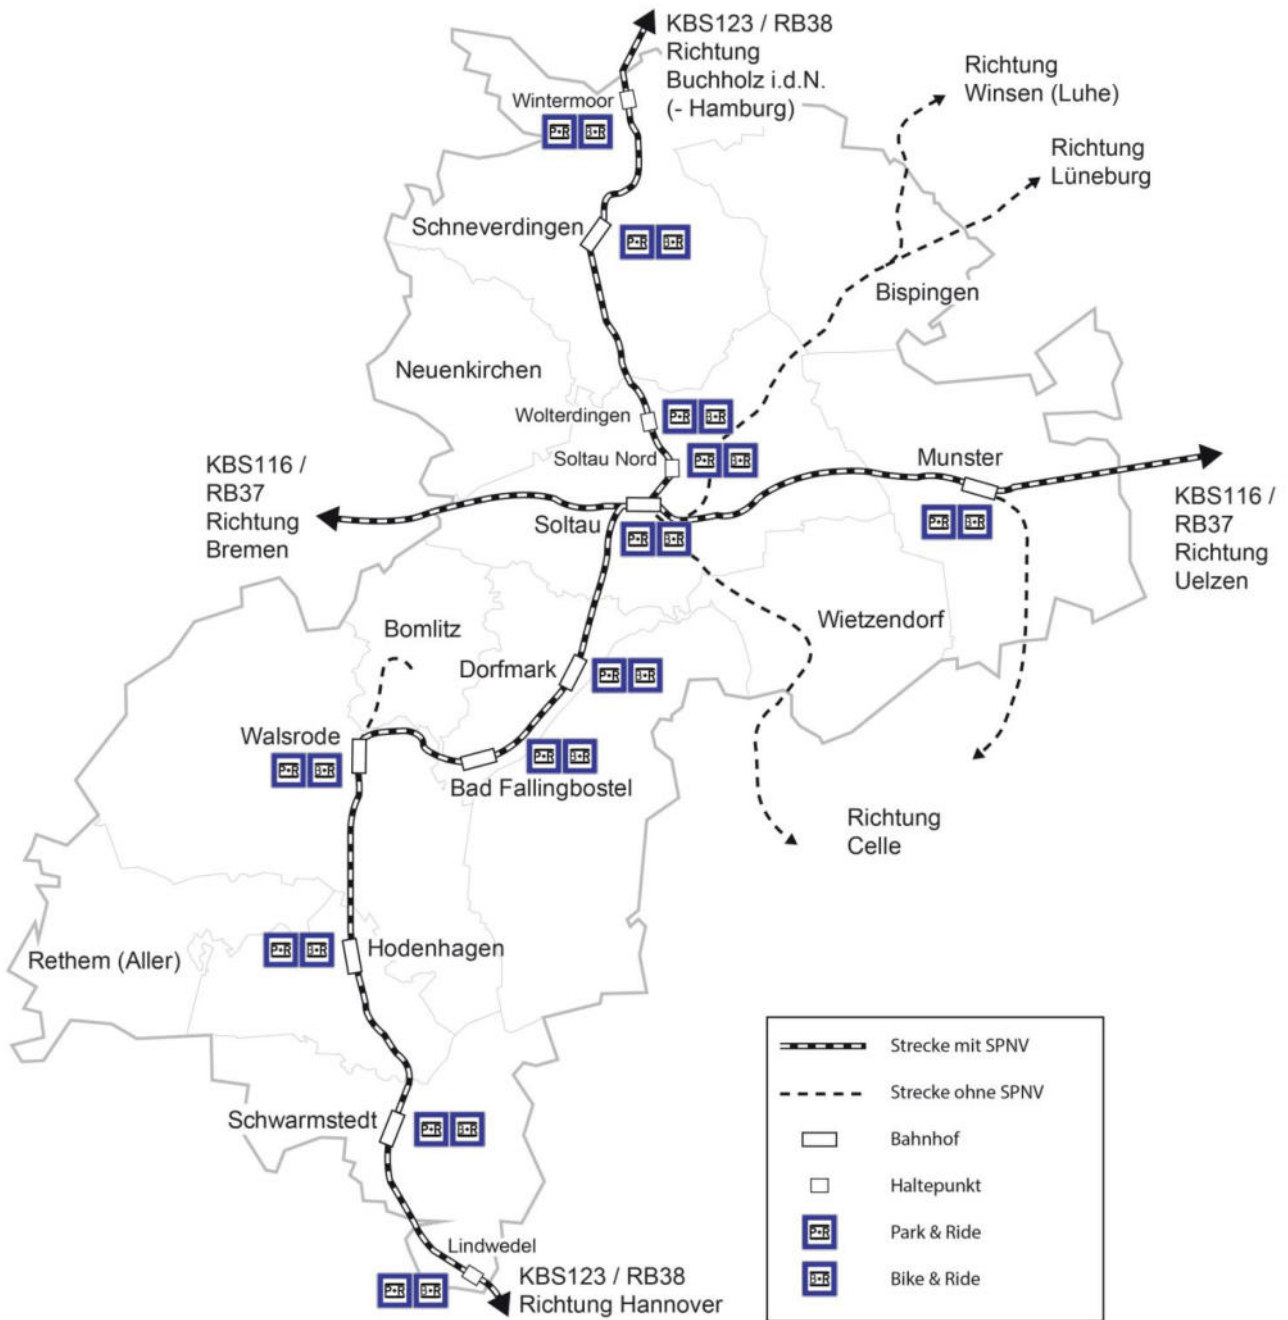 KBS123 / RB38
Richtung
Buchholz i.d.N.
(- Hamburg)
Richtung
Winsen (Luhe)
Wintermoor
P+R B+R
Richtung
Lüneburg
Schneverdingen
P+R B+R
Bispingen
Neuenkirchen
Wolterdingen
P+R B+R
Soltau Nord
P+R B+R
Munster
KBS116 /
RB37
Richtung
Bremen
KBS116 /
RB37
Richtung
Uelzen
Soltau
P+R B+R
P+R B+R
Wietzendorf
Bomlitz
Dorfmark
P+R B+R
Walsrode
P+R B+R
P+R B+R
Bad Fallingbostel
Richtung
Celle
P+R B+R
Hodenhagen
Rethem (Aller)
Schwarmstedt
P+R B+R
Lindwedel
P+R B+R
KBS123 / RB38
Richtung Hannover
Strecke mit SPNV
Strecke ohne SPNV
Bahnhof
Haltepunkt
P+R Park & Ride
B+R Bike & Ride